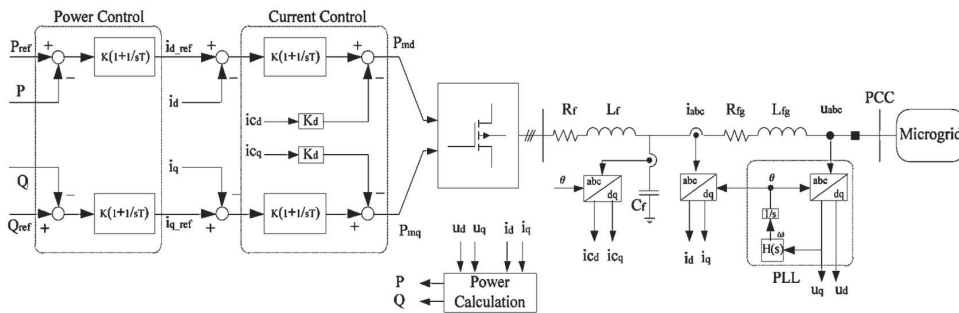 Power Control
Current Control
Pref
+
−
K(1+1/sT)
id_ref
+
−
K(1+1/sT)
+
−
Pmd
P
id
icd
Kd
icq
Kd
Q
iq
−
+
Qref
K(1+1/sT)
iq_ref
−
+
K(1+1/sT)
−
+
Pmq
Rf
Lf
iabc
Rfg
Lfg
uabc
PCC
Microgrid
θ
abc
dq
Cf
abc
dq
θ
abc
dq
1/s
ω
H(s)
icd
icq
id
iq
PLL
uq
ud
ud
uq
id
iq
P
Q
Power
Calculation